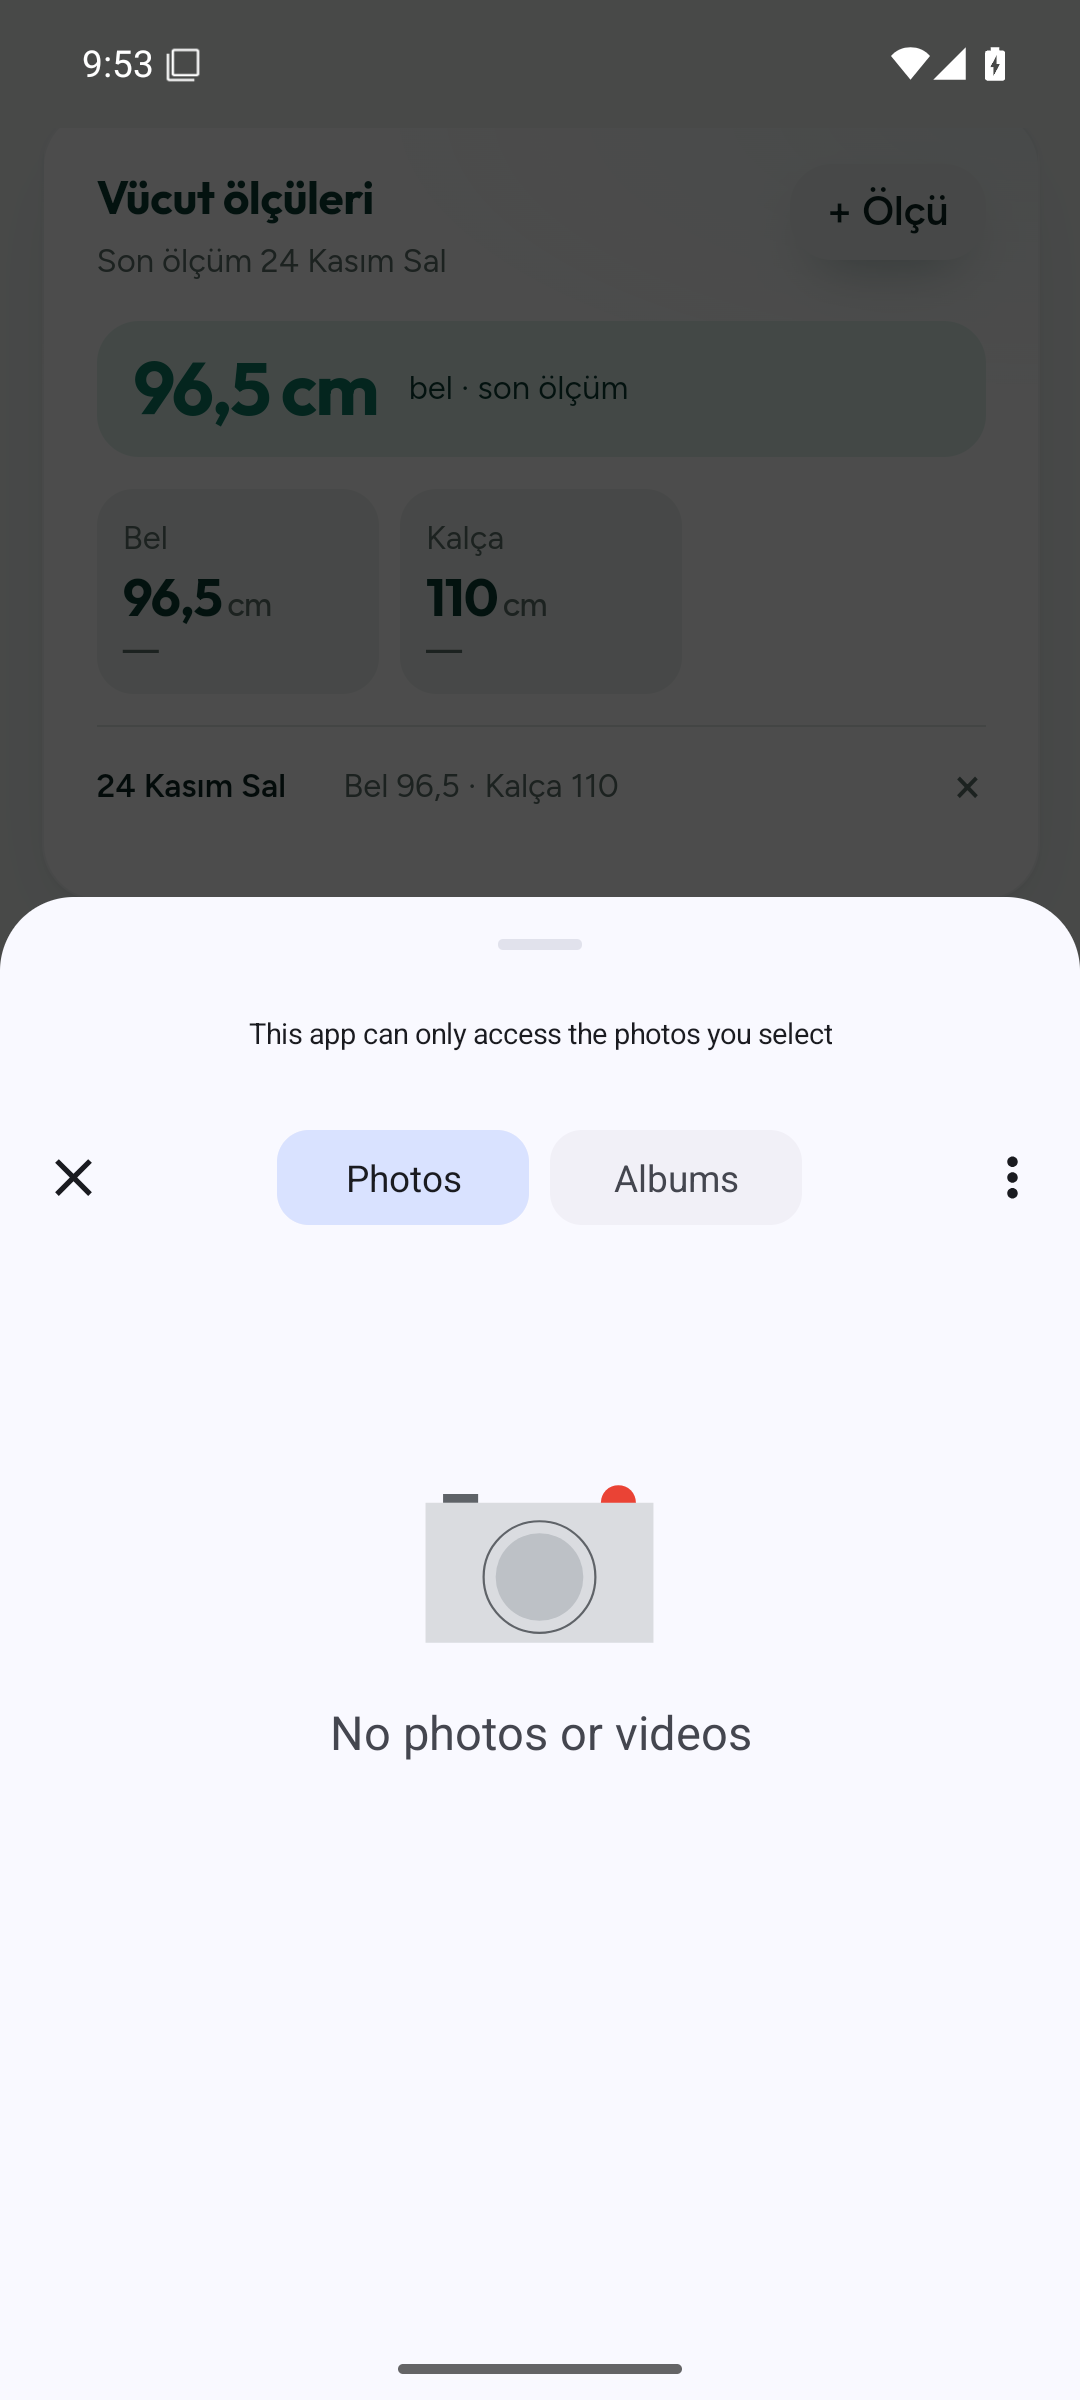 9:53
Vücut ölçüleri
+ Ölçü
Son ölçüm 24 Kasım Sal
96,5 cm bel · son ölçüm
Bel
96,5 cm
—
Kalça
110 cm
—
24 Kasım Sal Bel 96,5 · Kalça 110 ×
This app can only access the photos you select
Photos
Albums
No photos or videos